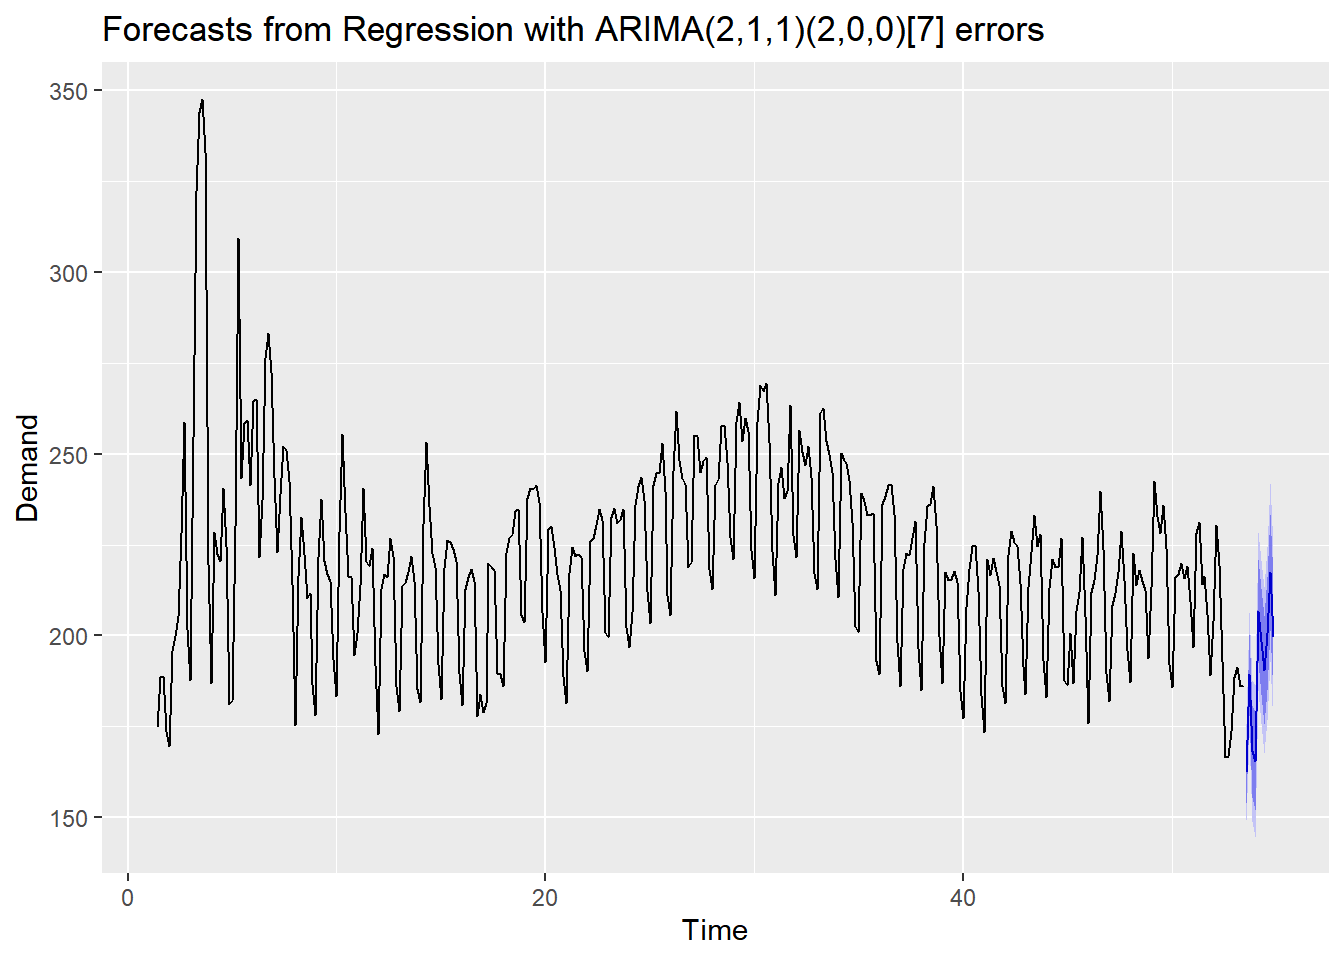 Forecasts from Regression with ARIMA(2,1,1)(2,0,0)[7] errors
350
300
250
200
150
Demand
0 20 40
Time